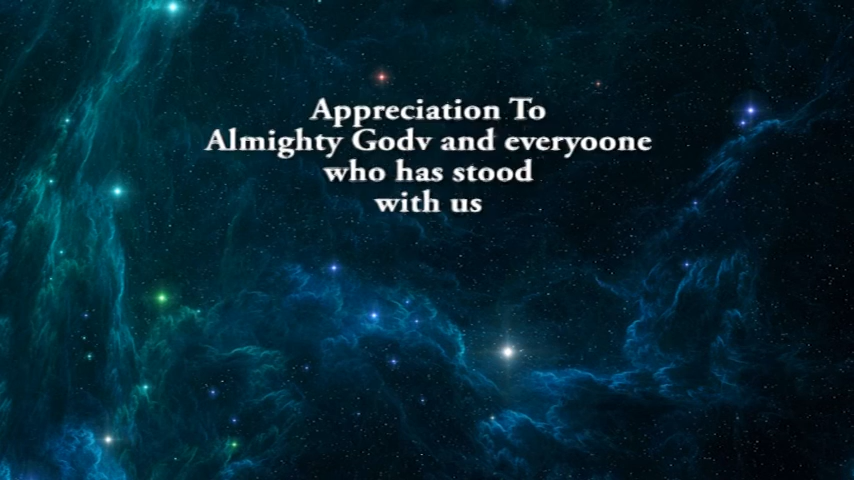 Appreciation To
Almighty Godv and everyoone
who has stood
with us